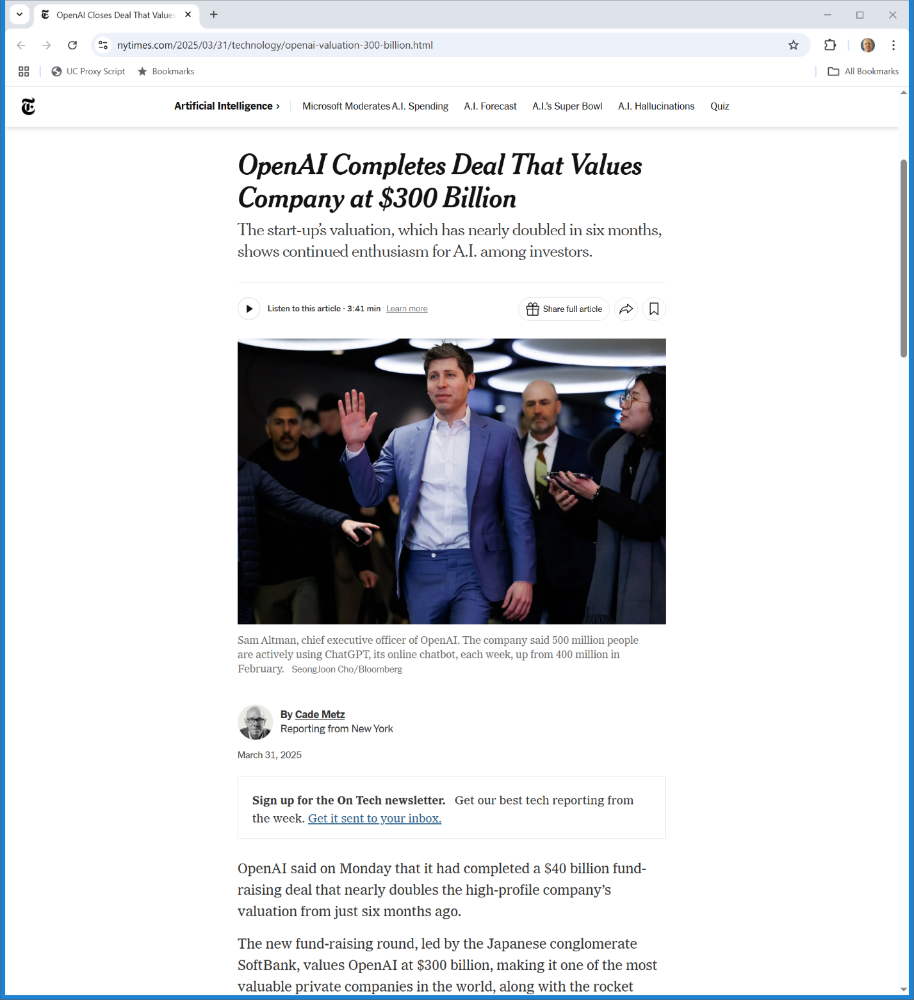 OpenAI Closes Deal That Values
nytimes.com/2025/03/31/technology/openai-valuation-300-billion.html
UC Proxy Script
Bookmarks
All Bookmarks
Artificial Intelligence ›
Microsoft Moderates A.I. Spending
A.I. Forecast
A.I.'s Super Bowl
A.I. Hallucinations
Quiz
OpenAI Completes Deal That Values
Company at $300 Billion
The start-up's valuation, which has nearly doubled in six months,
shows continued enthusiasm for A.I. among investors.
Listen to this article · 3:41 min Learn more
Share full article
Sam Altman, chief executive officer of OpenAI. The company said 500 million people
are actively using ChatGPT, its online chatbot, each week, up from 400 million in
February. SeongJoon Cho/Bloomberg
By Cade Metz
Reporting from New York
March 31, 2025
Sign up for the On Tech newsletter. Get our best tech reporting from
the week. Get it sent to your inbox.
OpenAI said on Monday that it had completed a $40 billion fund-
raising deal that nearly doubles the high-profile company's
valuation from just six months ago.
The new fund-raising round, led by the Japanese conglomerate
SoftBank, values OpenAI at $300 billion, making it one of the most
valuable private companies in the world, along with the rocket